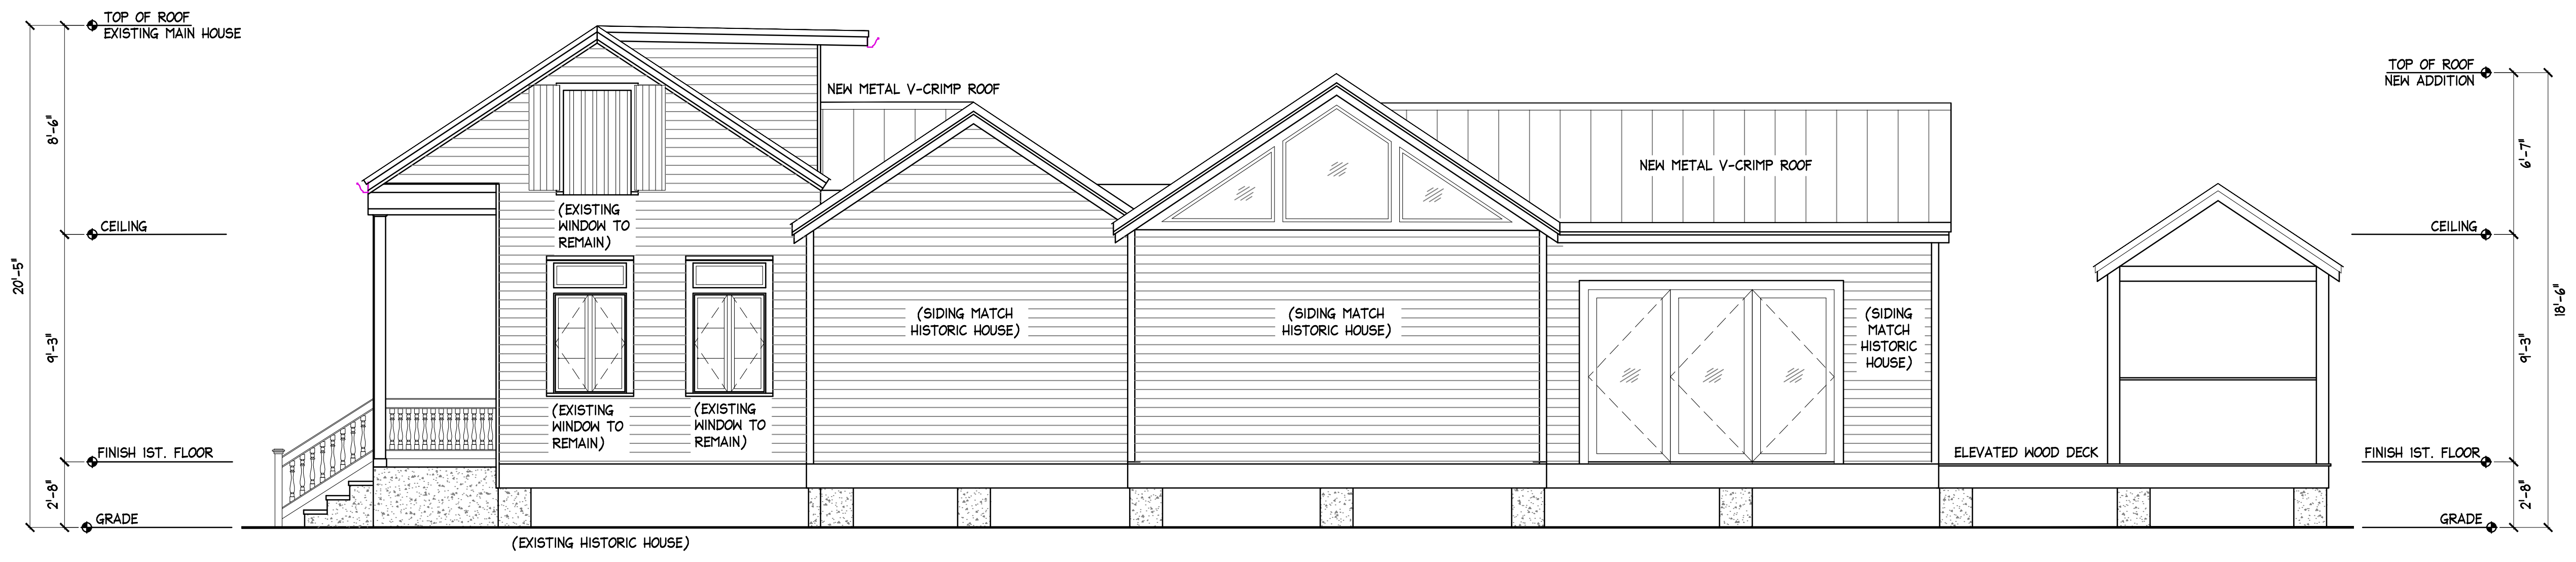 TOP OF ROOF
EXISTING MAIN HOUSE
8'-6"
CEILING
20'-5"
9'-3"
FINISH 1ST. FLOOR
2'-8"
GRADE
NEW METAL V-CRIMP ROOF
(EXISTING
WINDOW TO
REMAIN)
(EXISTING
WINDOW TO
REMAIN)
(EXISTING
WINDOW TO
REMAIN)
(EXISTING HISTORIC HOUSE)
(SIDING MATCH
HISTORIC HOUSE)
(SIDING MATCH
HISTORIC HOUSE)
NEW METAL V-CRIMP ROOF
(SIDING
MATCH
HISTORIC
HOUSE)
ELEVATED WOOD DECK
TOP OF ROOF
NEW ADDITION
6'-7"
CEILING
18'-6"
9'-3"
FINISH 1ST. FLOOR
2'-8"
GRADE